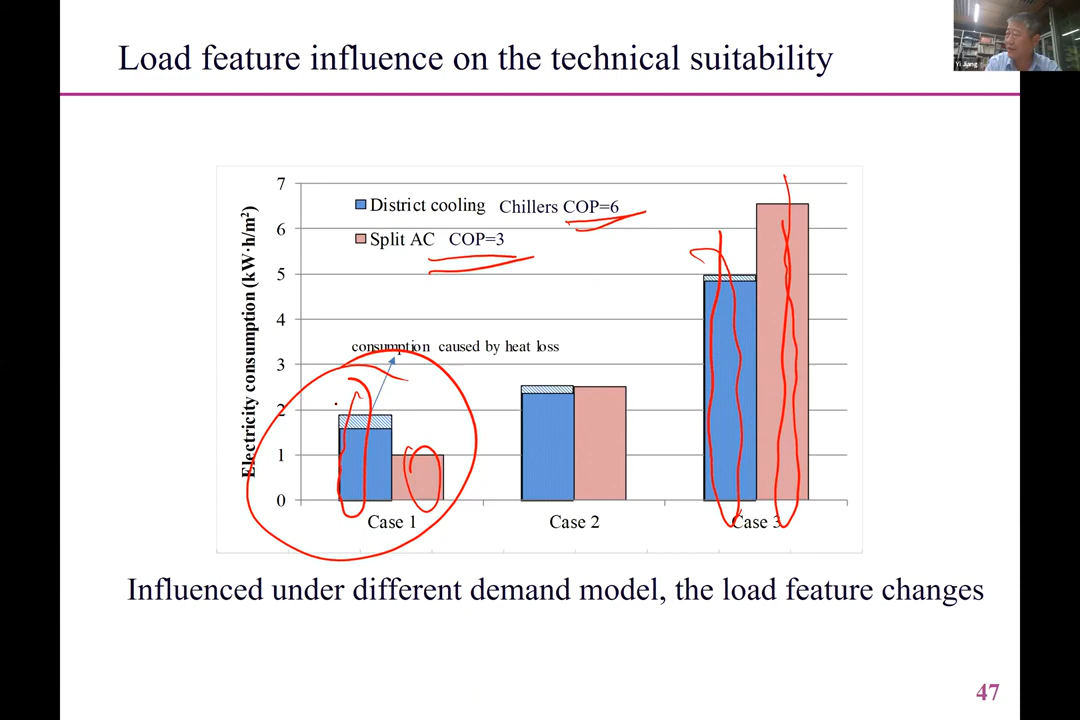 Load feature influence on the technical suitability
Yi Jiang
Electricity consumption (kW·h/m²)
7
6
5
4
3
2
1
0
District cooling Chillers COP=6
Split AC COP=3
consumption caused by heat loss
Case 1
Case 2
Case 3
Influenced under different demand model, the load feature changes
47